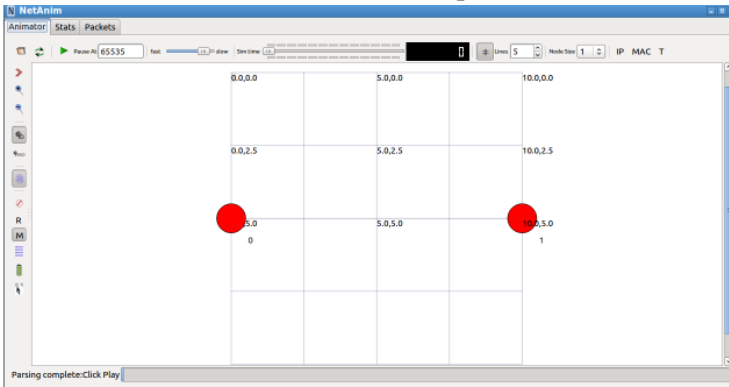 NetAnim
Animator Stats Packets
Pause At 65535 fast slow Sim time 0 Lines 5 Node Size 1 IP MAC T
0.0,0.0 5.0,0.0 10.0,0.0
0.0,2.5 5.0,2.5 10.0,2.5
5.0 5.0,5.0 10.0,5.0
0 1
R
M
Parsing complete:Click Play